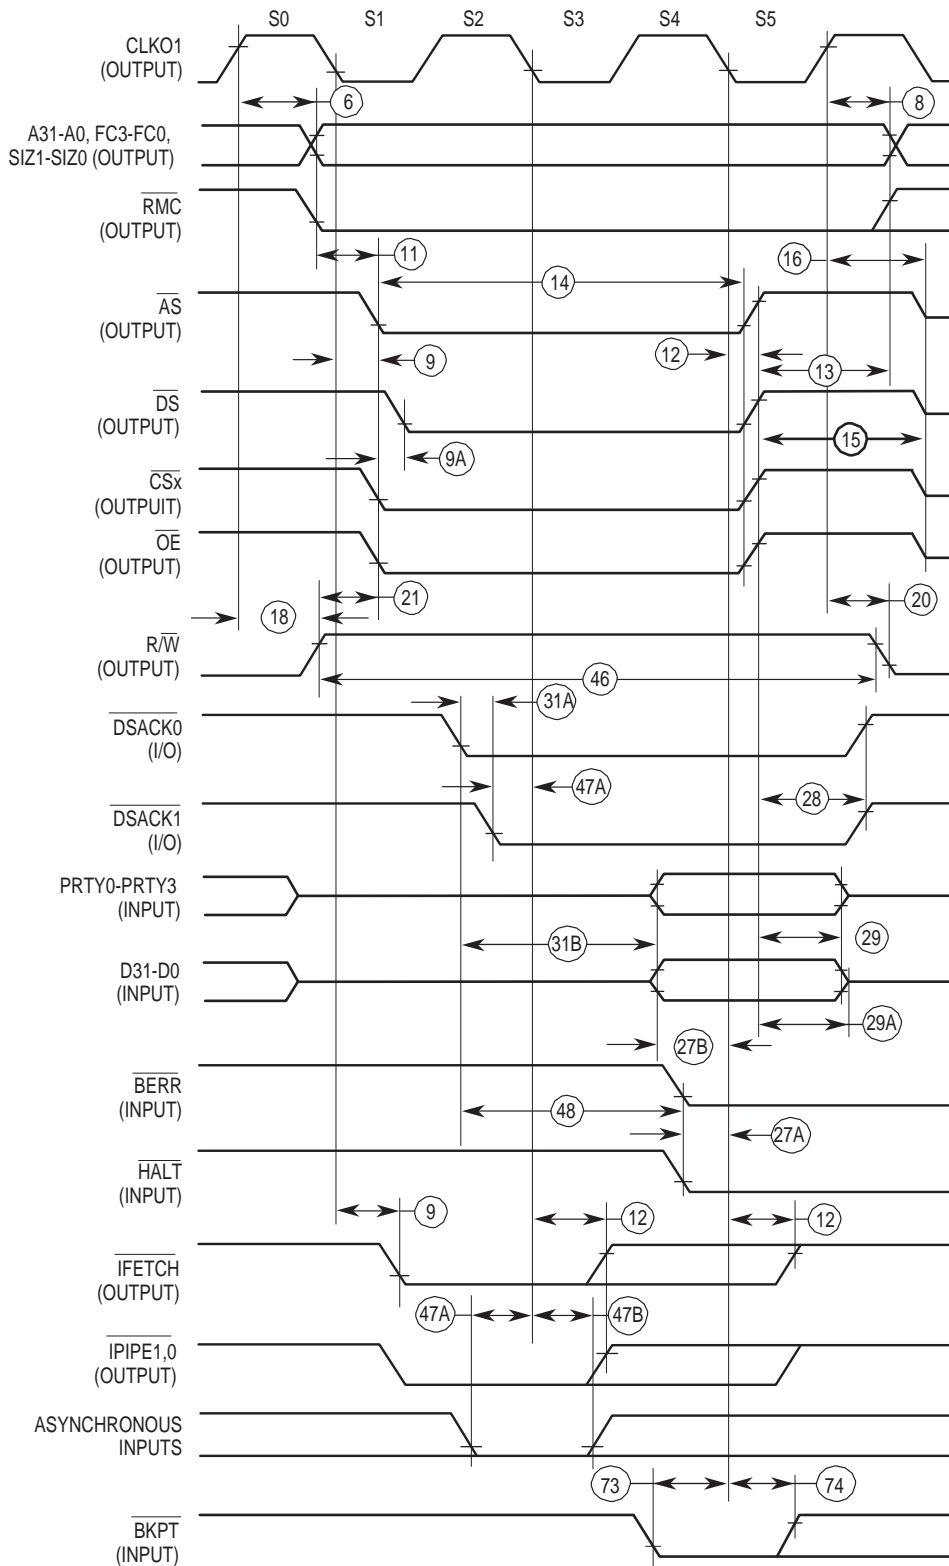 S0 S1 S2 S3 S4 S5
CLKO1
(OUTPUT)
6
8
A31-A0, FC3-FC0,
SIZ1-SIZ0 (OUTPUT)
RMC
(OUTPUT)
11
16
14
AS
(OUTPUT)
9
12
13
DS
(OUTPUT)
9A
15
CSx
(OUTPUIT)
OE
(OUTPUT)
21
20
18
R/W
(OUTPUT)
46
31A
DSACK0
(I/O)
47A
28
DSACK1
(I/O)
PRTY0-PRTY3
(INPUT)
31B
29
D31-D0
(INPUT)
29A
27B
BERR
(INPUT)
48
27A
HALT
(INPUT)
9
12
12
IFETCH
(OUTPUT)
47A
47B
IPIPE1,0
(OUTPUT)
ASYNCHRONOUS
INPUTS
73
74
BKPT
(INPUT)